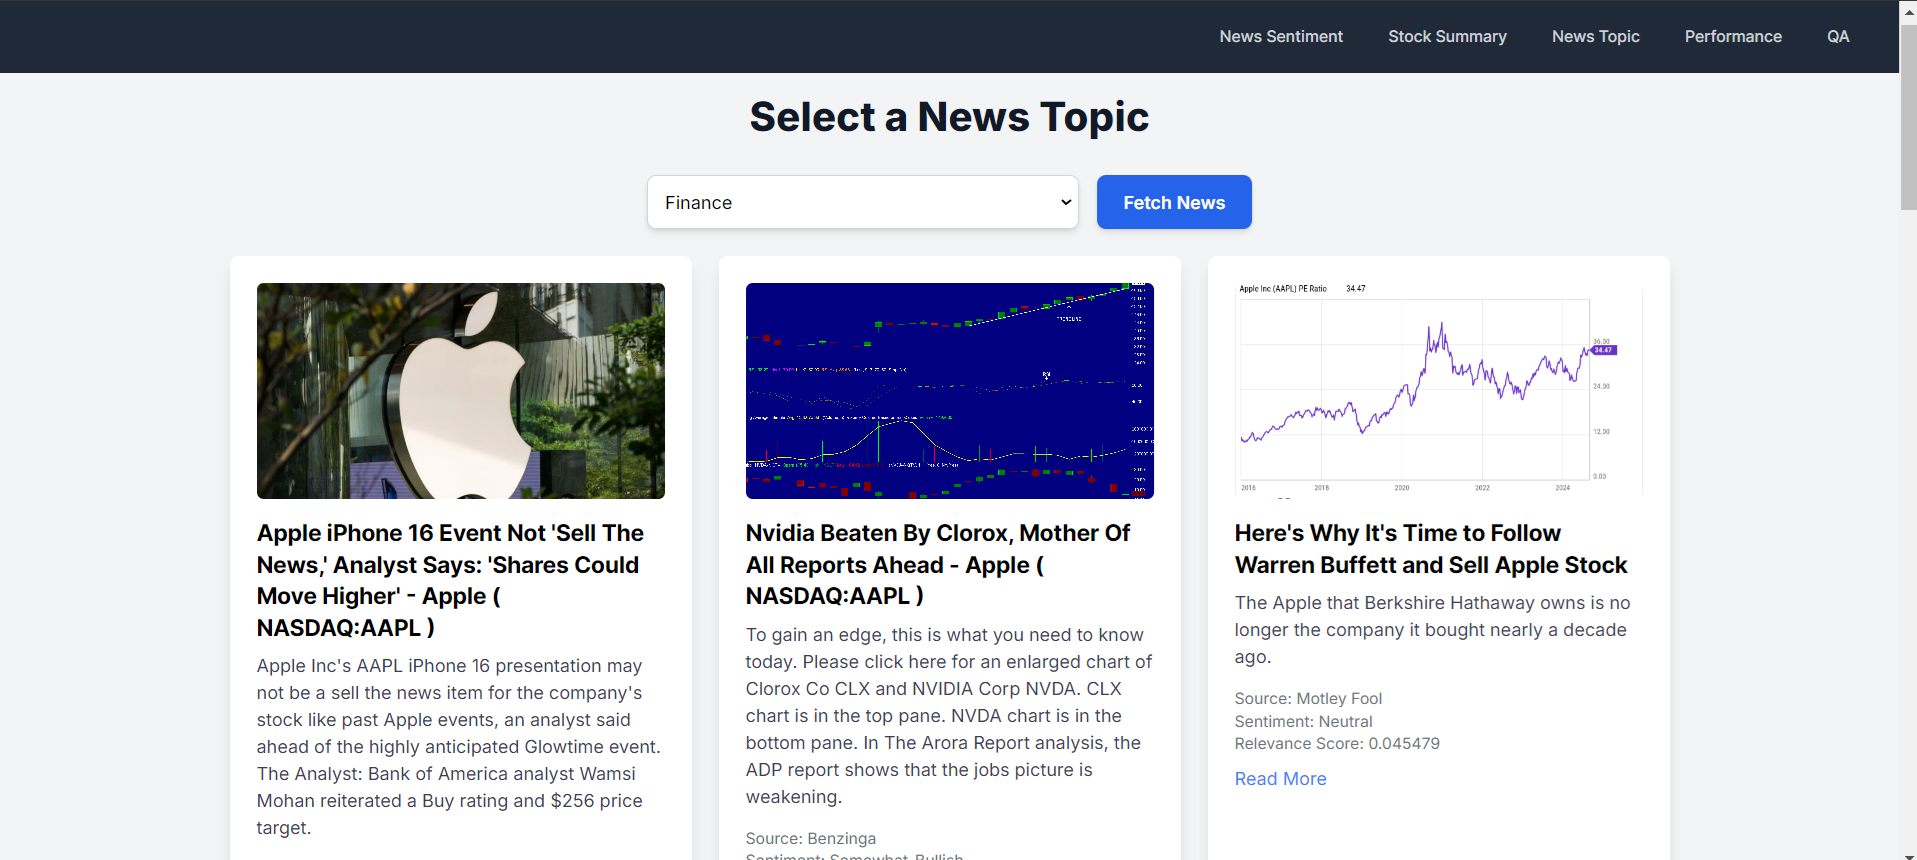 News Sentiment
Stock Summary
News Topic
Performance
QA
Select a News Topic
Finance
Fetch News
TRENDLINE
RSI
Apple iPhone 16 Event Not 'Sell The
News,' Analyst Says: 'Shares Could
Move Higher' - Apple (
NASDAQ:AAPL )
Apple Inc's AAPL iPhone 16 presentation may
not be a sell the news item for the company's
stock like past Apple events, an analyst said
ahead of the highly anticipated Glowtime event.
The Analyst: Bank of America analyst Wamsi
Mohan reiterated a Buy rating and $256 price
target.
Nvidia Beaten By Clorox, Mother Of
All Reports Ahead - Apple (
NASDAQ:AAPL )
To gain an edge, this is what you need to know
today. Please click here for an enlarged chart of
Clorox Co CLX and NVIDIA Corp NVDA. CLX
chart is in the top pane. NVDA chart is in the
bottom pane. In The Arora Report analysis, the
ADP report shows that the jobs picture is
weakening.
Source: Benzinga
Sentiment: Somewhat-Bullish
Apple Inc (AAPL) PE Ratio 34.47
36.00
34.47
24.00
12.00
0.00
2016 2018 2020 2022 2024
Here's Why It's Time to Follow
Warren Buffett and Sell Apple Stock
The Apple that Berkshire Hathaway owns is no
longer the company it bought nearly a decade
ago.
Source: Motley Fool
Sentiment: Neutral
Relevance Score: 0.045479
Read More